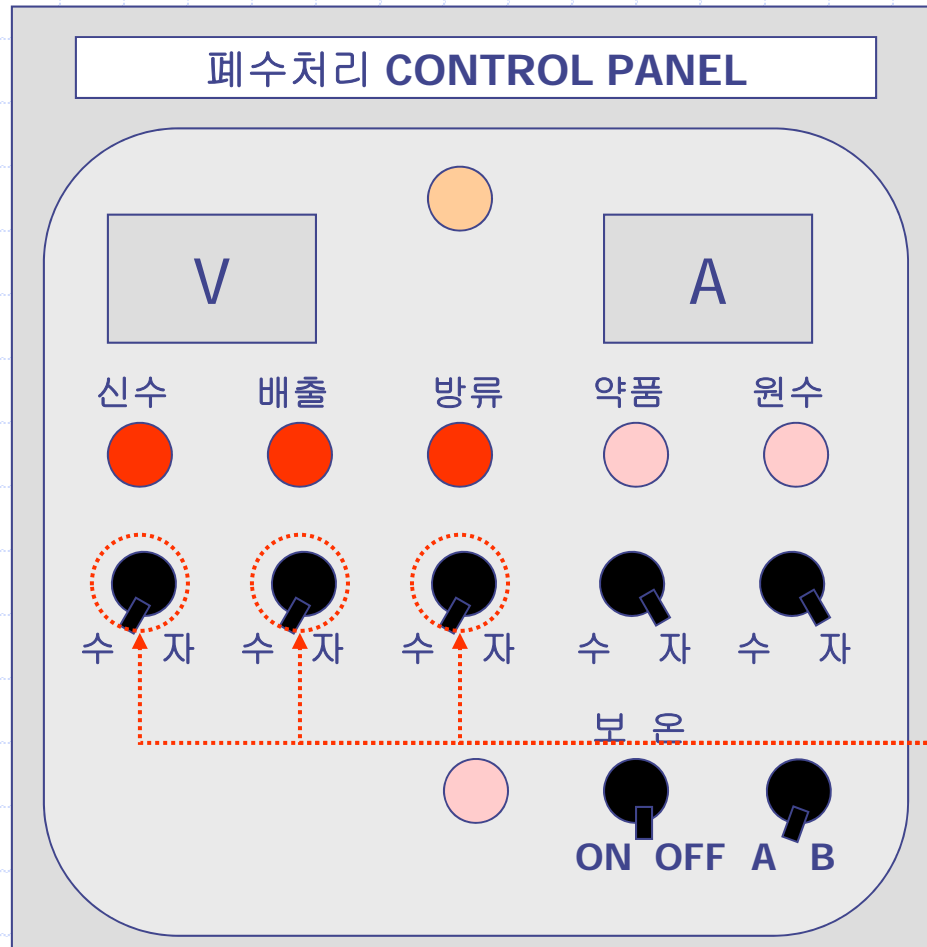 폐수처리 CONTROL PANEL
V A
신수 배출 방류 약품 원수
수 자 수 자 수 자 수 자 수 자
보 온
ON OFF A B